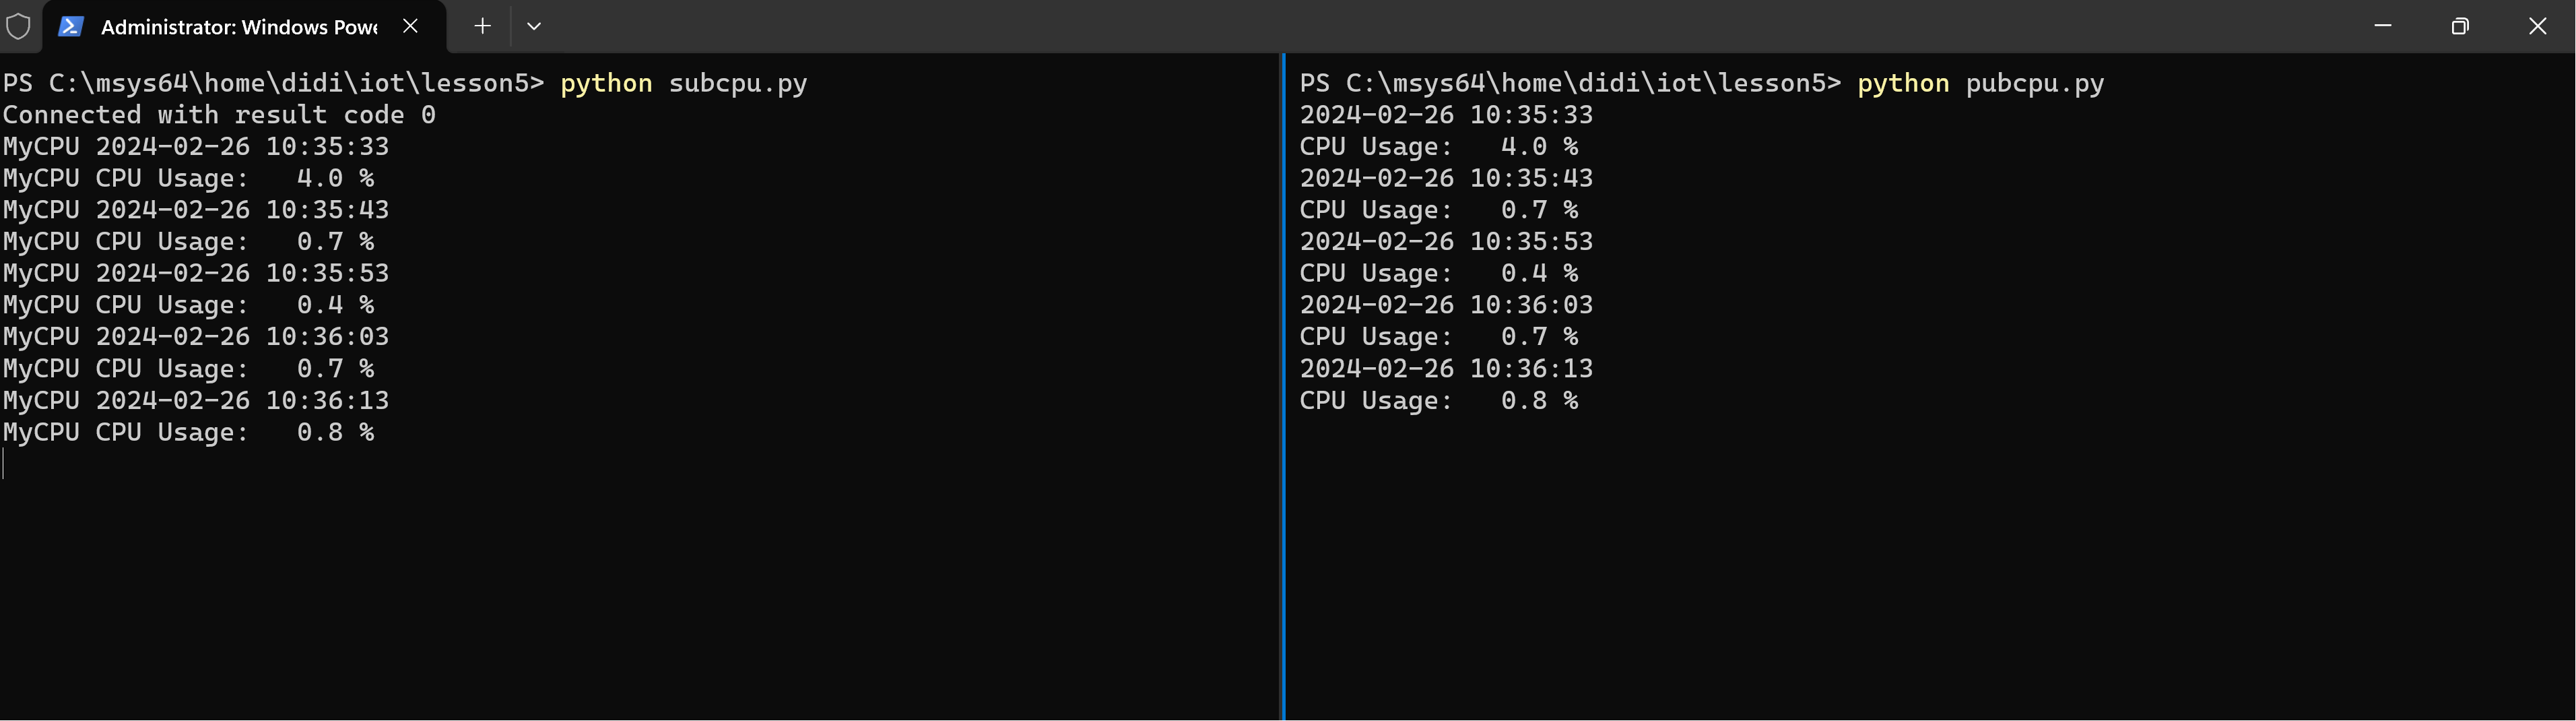 Administrator: Windows Powe
PS C:\msys64\home\didi\iot\lesson5> python subcpu.py
Connected with result code 0
MyCPU 2024-02-26 10:35:33
MyCPU CPU Usage:   4.0 %
MyCPU 2024-02-26 10:35:43
MyCPU CPU Usage:   0.7 %
MyCPU 2024-02-26 10:35:53
MyCPU CPU Usage:   0.4 %
MyCPU 2024-02-26 10:36:03
MyCPU CPU Usage:   0.7 %
MyCPU 2024-02-26 10:36:13
MyCPU CPU Usage:   0.8 %
PS C:\msys64\home\didi\iot\lesson5> python pubcpu.py
2024-02-26 10:35:33
CPU Usage:   4.0 %
2024-02-26 10:35:43
CPU Usage:   0.7 %
2024-02-26 10:35:53
CPU Usage:   0.4 %
2024-02-26 10:36:03
CPU Usage:   0.7 %
2024-02-26 10:36:13
CPU Usage:   0.8 %